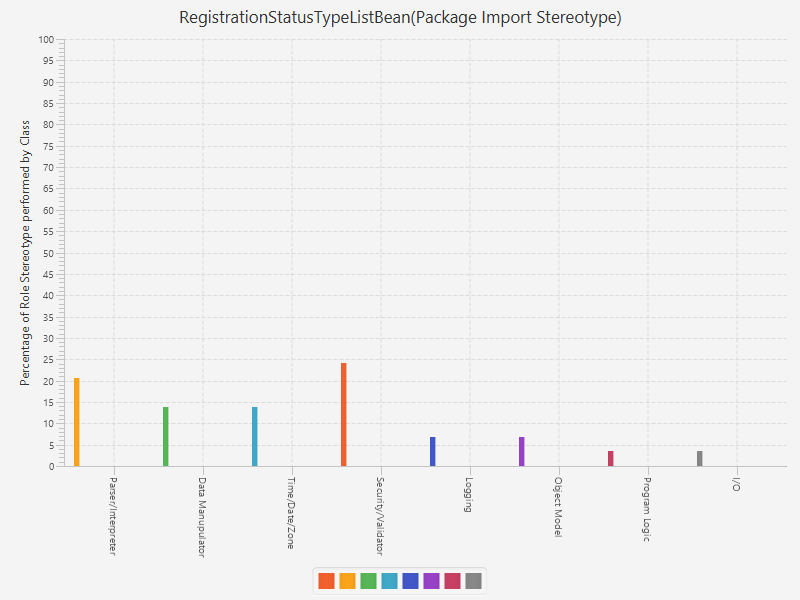 RegistrationStatusTypeListBean(Package Import Stereotype)
Percentage of Role Stereotype performed by Class
100
95
90
85
80
75
70
65
60
55
50
45
40
35
30
25
20
15
10
5
0
Parser/Interpreter
Data Manupulator
Time/Date/Zone
Security/Validator
Logging
Object Model
Program Logic
I/O